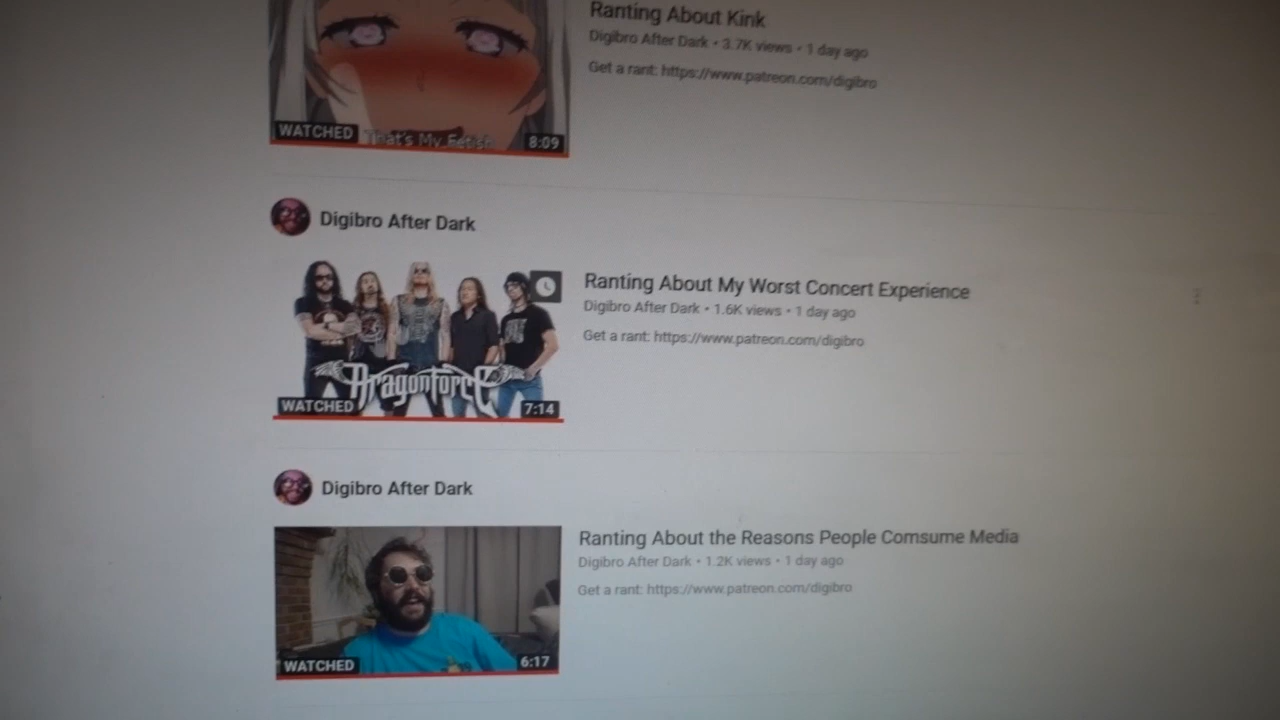 Ranting About Kink
Digibro After Dark • 3.7K views • 1 day ago
Get a rant: https://www.patreon.com/digibro
WATCHED
That's My Fetish
8:09
Digibro After Dark
Ranting About My Worst Concert Experience
Digibro After Dark • 1.6K views • 1 day ago
Get a rant: https://www.patreon.com/digibro
Dragonforce
WATCHED
7:14
Digibro After Dark
Ranting About the Reasons People Comsume Media
Digibro After Dark • 1.2K views • 1 day ago
Get a rant: https://www.patreon.com/digibro
WATCHED
6:17